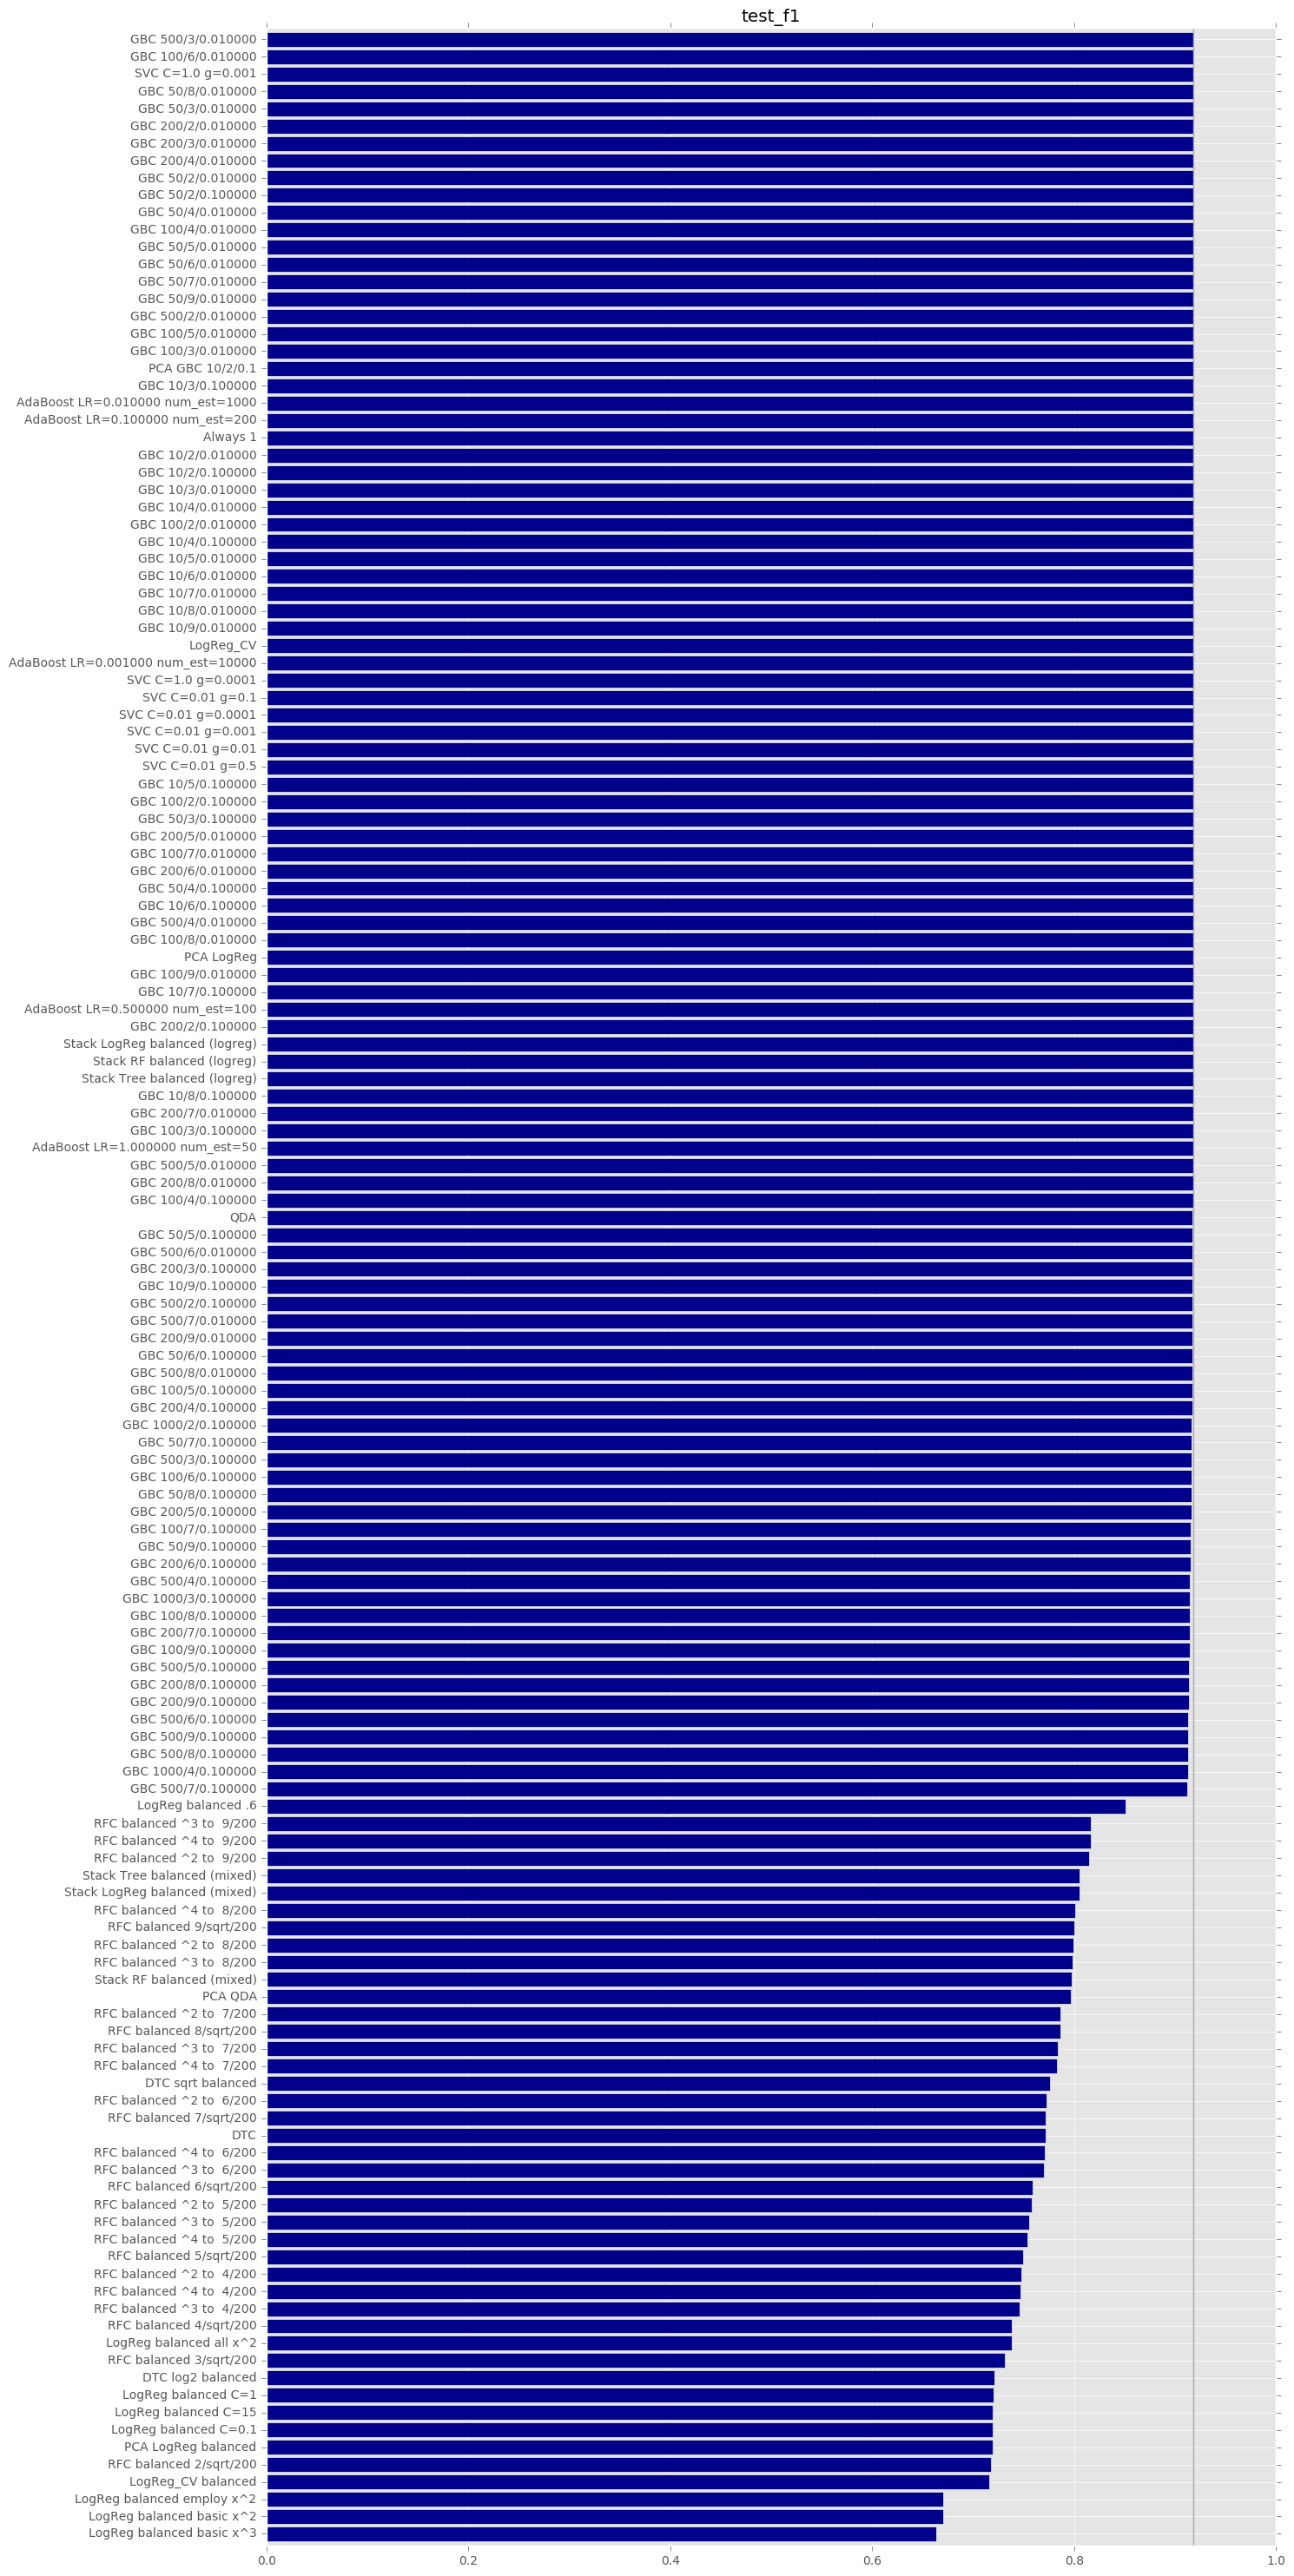 test_f1
GBC 500/3/0.010000
GBC 100/6/0.010000
SVC C=1.0 g=0.001
GBC 50/8/0.010000
GBC 50/3/0.010000
GBC 200/2/0.010000
GBC 200/3/0.010000
GBC 200/4/0.010000
GBC 50/2/0.010000
GBC 50/2/0.100000
GBC 50/4/0.010000
GBC 100/4/0.010000
GBC 50/5/0.010000
GBC 50/6/0.010000
GBC 50/7/0.010000
GBC 50/9/0.010000
GBC 500/2/0.010000
GBC 100/5/0.010000
GBC 100/3/0.010000
PCA GBC 10/2/0.1
GBC 10/3/0.100000
AdaBoost LR=0.010000 num_est=1000
AdaBoost LR=0.100000 num_est=200
Always 1
GBC 10/2/0.010000
GBC 10/2/0.100000
GBC 10/3/0.010000
GBC 10/4/0.010000
GBC 100/2/0.010000
GBC 10/4/0.100000
GBC 10/5/0.010000
GBC 10/6/0.010000
GBC 10/7/0.010000
GBC 10/8/0.010000
GBC 10/9/0.010000
LogReg_CV
AdaBoost LR=0.001000 num_est=10000
SVC C=1.0 g=0.0001
SVC C=0.01 g=0.1
SVC C=0.01 g=0.0001
SVC C=0.01 g=0.001
SVC C=0.01 g=0.01
SVC C=0.01 g=0.5
GBC 10/5/0.100000
GBC 100/2/0.100000
GBC 50/3/0.100000
GBC 200/5/0.010000
GBC 100/7/0.010000
GBC 200/6/0.010000
GBC 50/4/0.100000
GBC 10/6/0.100000
GBC 500/4/0.010000
GBC 100/8/0.010000
PCA LogReg
GBC 100/9/0.010000
GBC 10/7/0.100000
AdaBoost LR=0.500000 num_est=100
GBC 200/2/0.100000
Stack LogReg balanced (logreg)
Stack RF balanced (logreg)
Stack Tree balanced (logreg)
GBC 10/8/0.100000
GBC 200/7/0.010000
GBC 100/3/0.100000
AdaBoost LR=1.000000 num_est=50
GBC 500/5/0.010000
GBC 200/8/0.010000
GBC 100/4/0.100000
QDA
GBC 50/5/0.100000
GBC 500/6/0.010000
GBC 200/3/0.100000
GBC 10/9/0.100000
GBC 500/2/0.100000
GBC 500/7/0.010000
GBC 200/9/0.010000
GBC 50/6/0.100000
GBC 500/8/0.010000
GBC 100/5/0.100000
GBC 200/4/0.100000
GBC 1000/2/0.100000
GBC 50/7/0.100000
GBC 500/3/0.100000
GBC 100/6/0.100000
GBC 50/8/0.100000
GBC 200/5/0.100000
GBC 100/7/0.100000
GBC 50/9/0.100000
GBC 200/6/0.100000
GBC 500/4/0.100000
GBC 1000/3/0.100000
GBC 100/8/0.100000
GBC 200/7/0.100000
GBC 100/9/0.100000
GBC 500/5/0.100000
GBC 200/8/0.100000
GBC 200/9/0.100000
GBC 500/6/0.100000
GBC 500/9/0.100000
GBC 500/8/0.100000
GBC 1000/4/0.100000
GBC 500/7/0.100000
LogReg balanced .6
RFC balanced ^3 to  9/200
RFC balanced ^4 to  9/200
RFC balanced ^2 to  9/200
Stack Tree balanced (mixed)
Stack LogReg balanced (mixed)
RFC balanced ^4 to  8/200
RFC balanced 9/sqrt/200
RFC balanced ^2 to  8/200
RFC balanced ^3 to  8/200
Stack RF balanced (mixed)
PCA QDA
RFC balanced ^2 to  7/200
RFC balanced 8/sqrt/200
RFC balanced ^3 to  7/200
RFC balanced ^4 to  7/200
DTC sqrt balanced
RFC balanced ^2 to  6/200
RFC balanced 7/sqrt/200
DTC
RFC balanced ^4 to  6/200
RFC balanced ^3 to  6/200
RFC balanced 6/sqrt/200
RFC balanced ^2 to  5/200
RFC balanced ^3 to  5/200
RFC balanced ^4 to  5/200
RFC balanced 5/sqrt/200
RFC balanced ^2 to  4/200
RFC balanced ^4 to  4/200
RFC balanced ^3 to  4/200
RFC balanced 4/sqrt/200
LogReg balanced all x^2
RFC balanced 3/sqrt/200
DTC log2 balanced
LogReg balanced C=1
LogReg balanced C=15
LogReg balanced C=0.1
PCA LogReg balanced
RFC balanced 2/sqrt/200
LogReg_CV balanced
LogReg balanced employ x^2
LogReg balanced basic x^2
LogReg balanced basic x^3
0.0 0.2 0.4 0.6 0.8 1.0